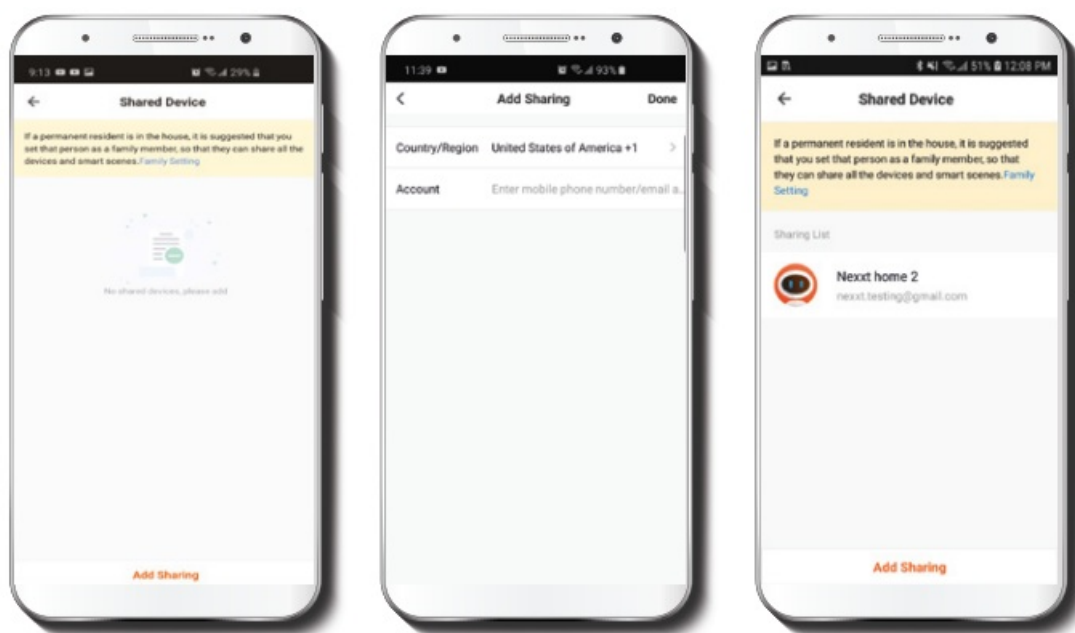 9:13
29%
Shared Device
If a permanent resident is in the house, it is suggested that you
set that person as a family member, so that they can share all the
devices and smart scenes.Family Setting
No shared devices, please add
Add Sharing
11:39
93%
Add Sharing
Done
Country/Region United States of America +1
Account Enter mobile phone number/email a..
51% 12:08 PM
Shared Device
If a permanent resident is in the house, it is suggested
that you set that person as a family member, so that
they can share all the devices and smart scenes.Family
Setting
Sharing List
Nexxt home 2
nexxt.testing@gmail.com
Add Sharing